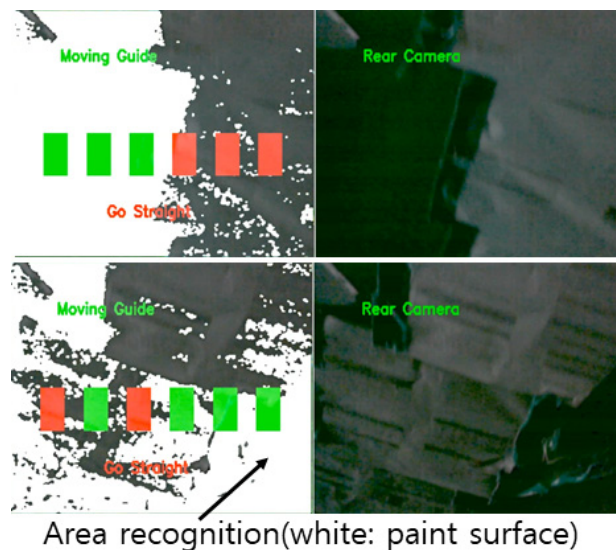 Moving Guide
Rear Camera
Go Straight
Moving Guide
Rear Camera
Go Straight
Area recognition(white: paint surface)